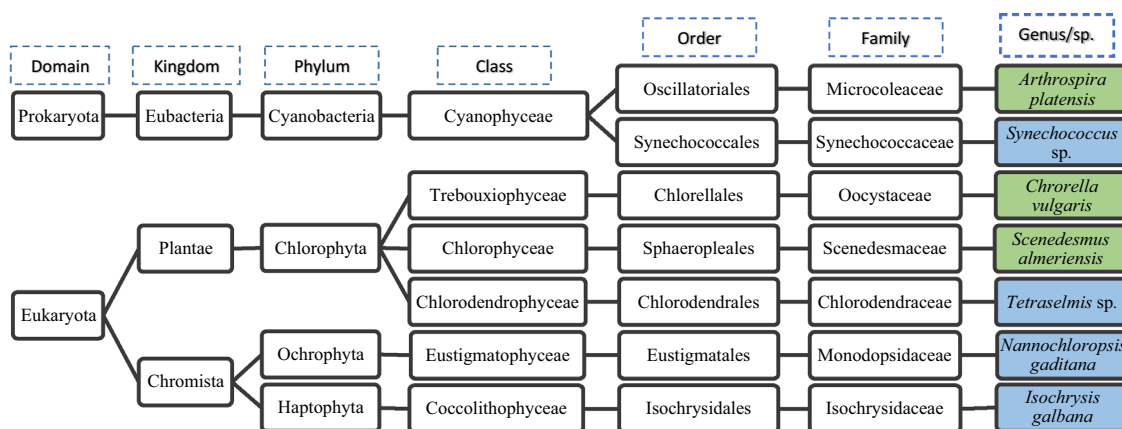 Domain
Kingdom
Phylum
Class
Order
Family
Genus/sp.
Prokaryota
Eubacteria
Cyanobacteria
Cyanophyceae
Oscillatoriales
Microcoleaceae
Arthrospira
platensis
Synechococcales
Synechococcaceae
Synechococcus
sp.
Eukaryota
Plantae
Chlorophyta
Trebouxiophyceae
Chlorellales
Oocystaceae
Chrorella
vulgaris
Chlorophyceae
Sphaeropleales
Scenedesmaceae
Scenedesmus
almeriensis
Chlorodendrophyceae
Chlorodendrales
Chlorodendraceae
Tetraselmis sp.
Chromista
Ochrophyta
Eustigmatophyceae
Eustigmatales
Monodopsidaceae
Nannochloropsis
gaditana
Haptophyta
Coccolithophyceae
Isochrysidales
Isochrysidaceae
Isochrysis
galbana